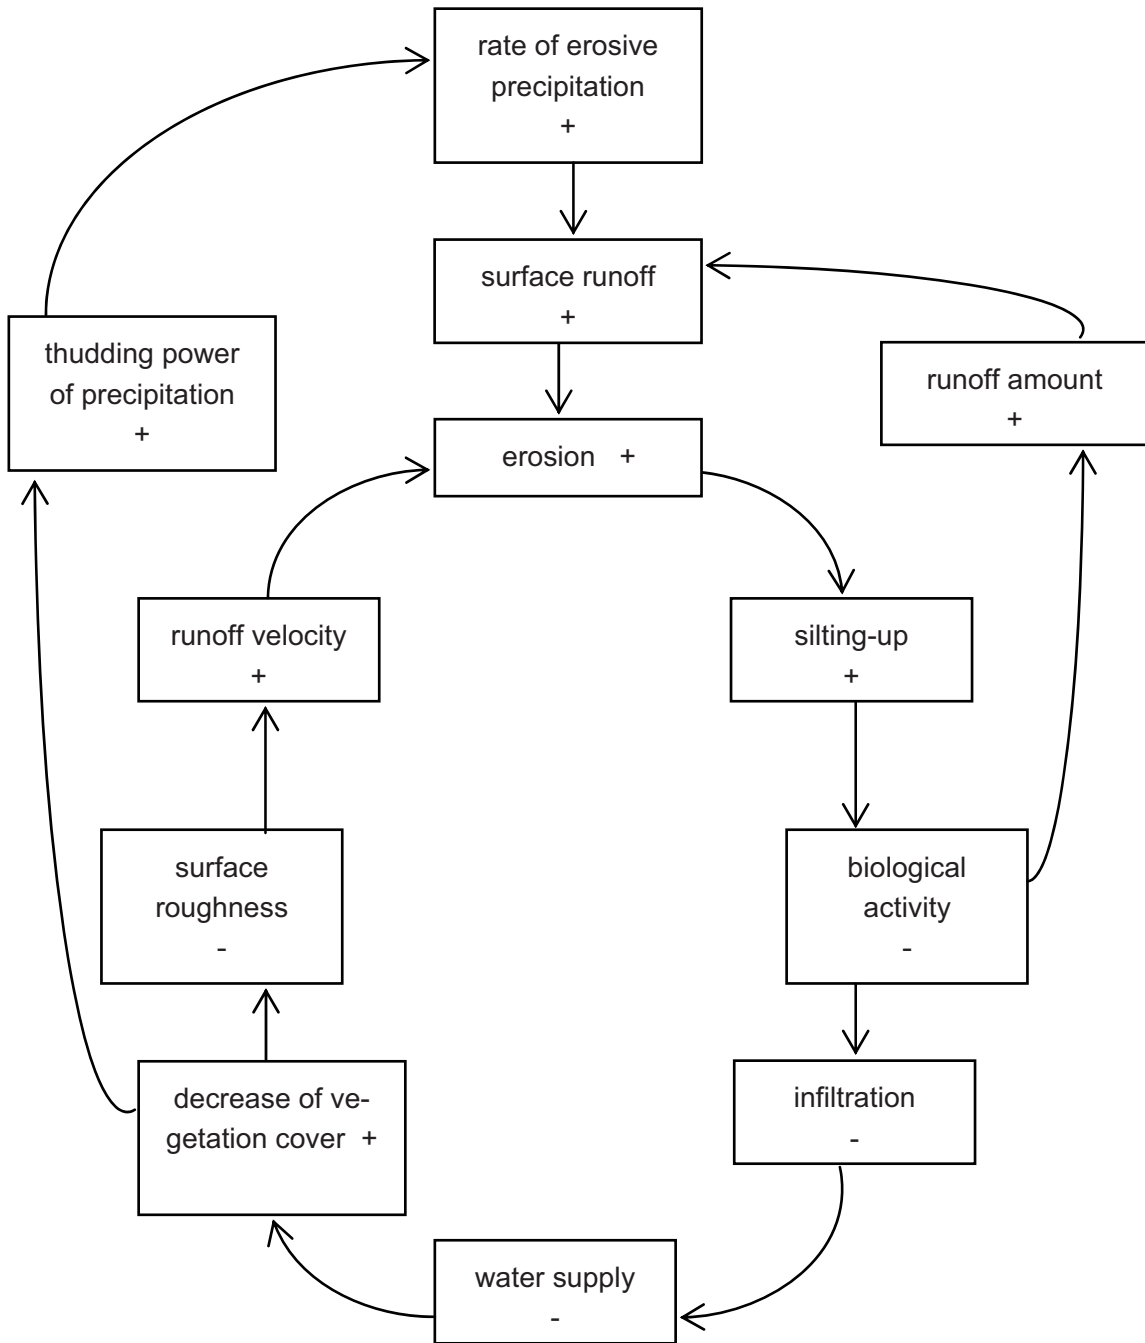 rate of erosive
precipitation
+
surface runoff
+
thudding power
of precipitation
+
runoff amount
+
erosion +
runoff velocity
+
silting-up
+
surface
roughness
-
biological
activity
-
decrease of ve-
getation cover +
infiltration
-
water supply
-